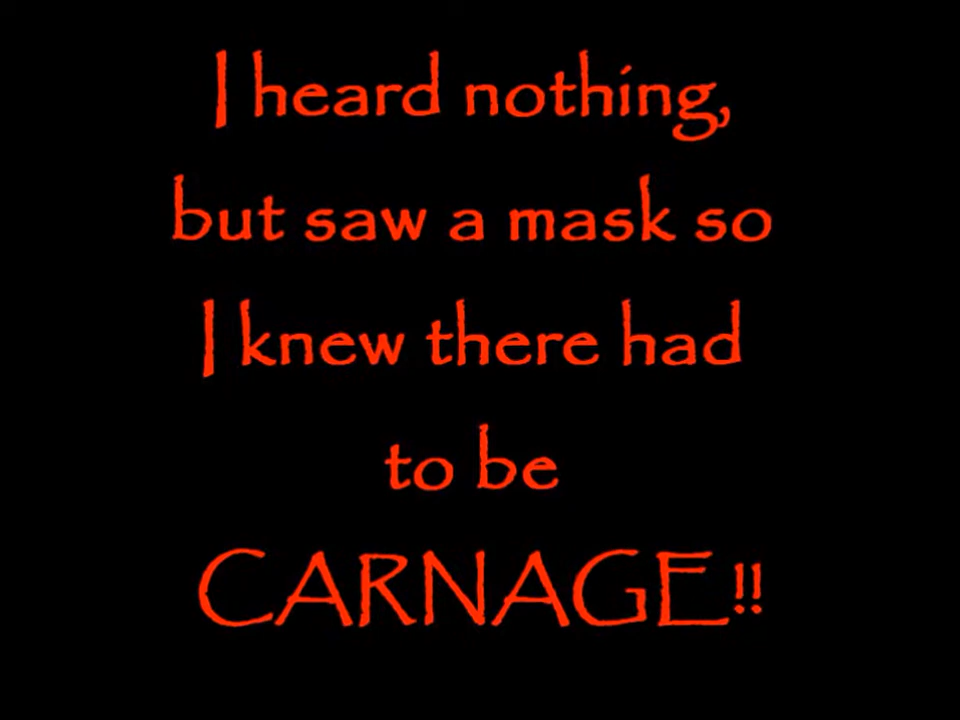 I heard nothing,
but saw a mask so
I knew there had
to be
CARNAGE!!